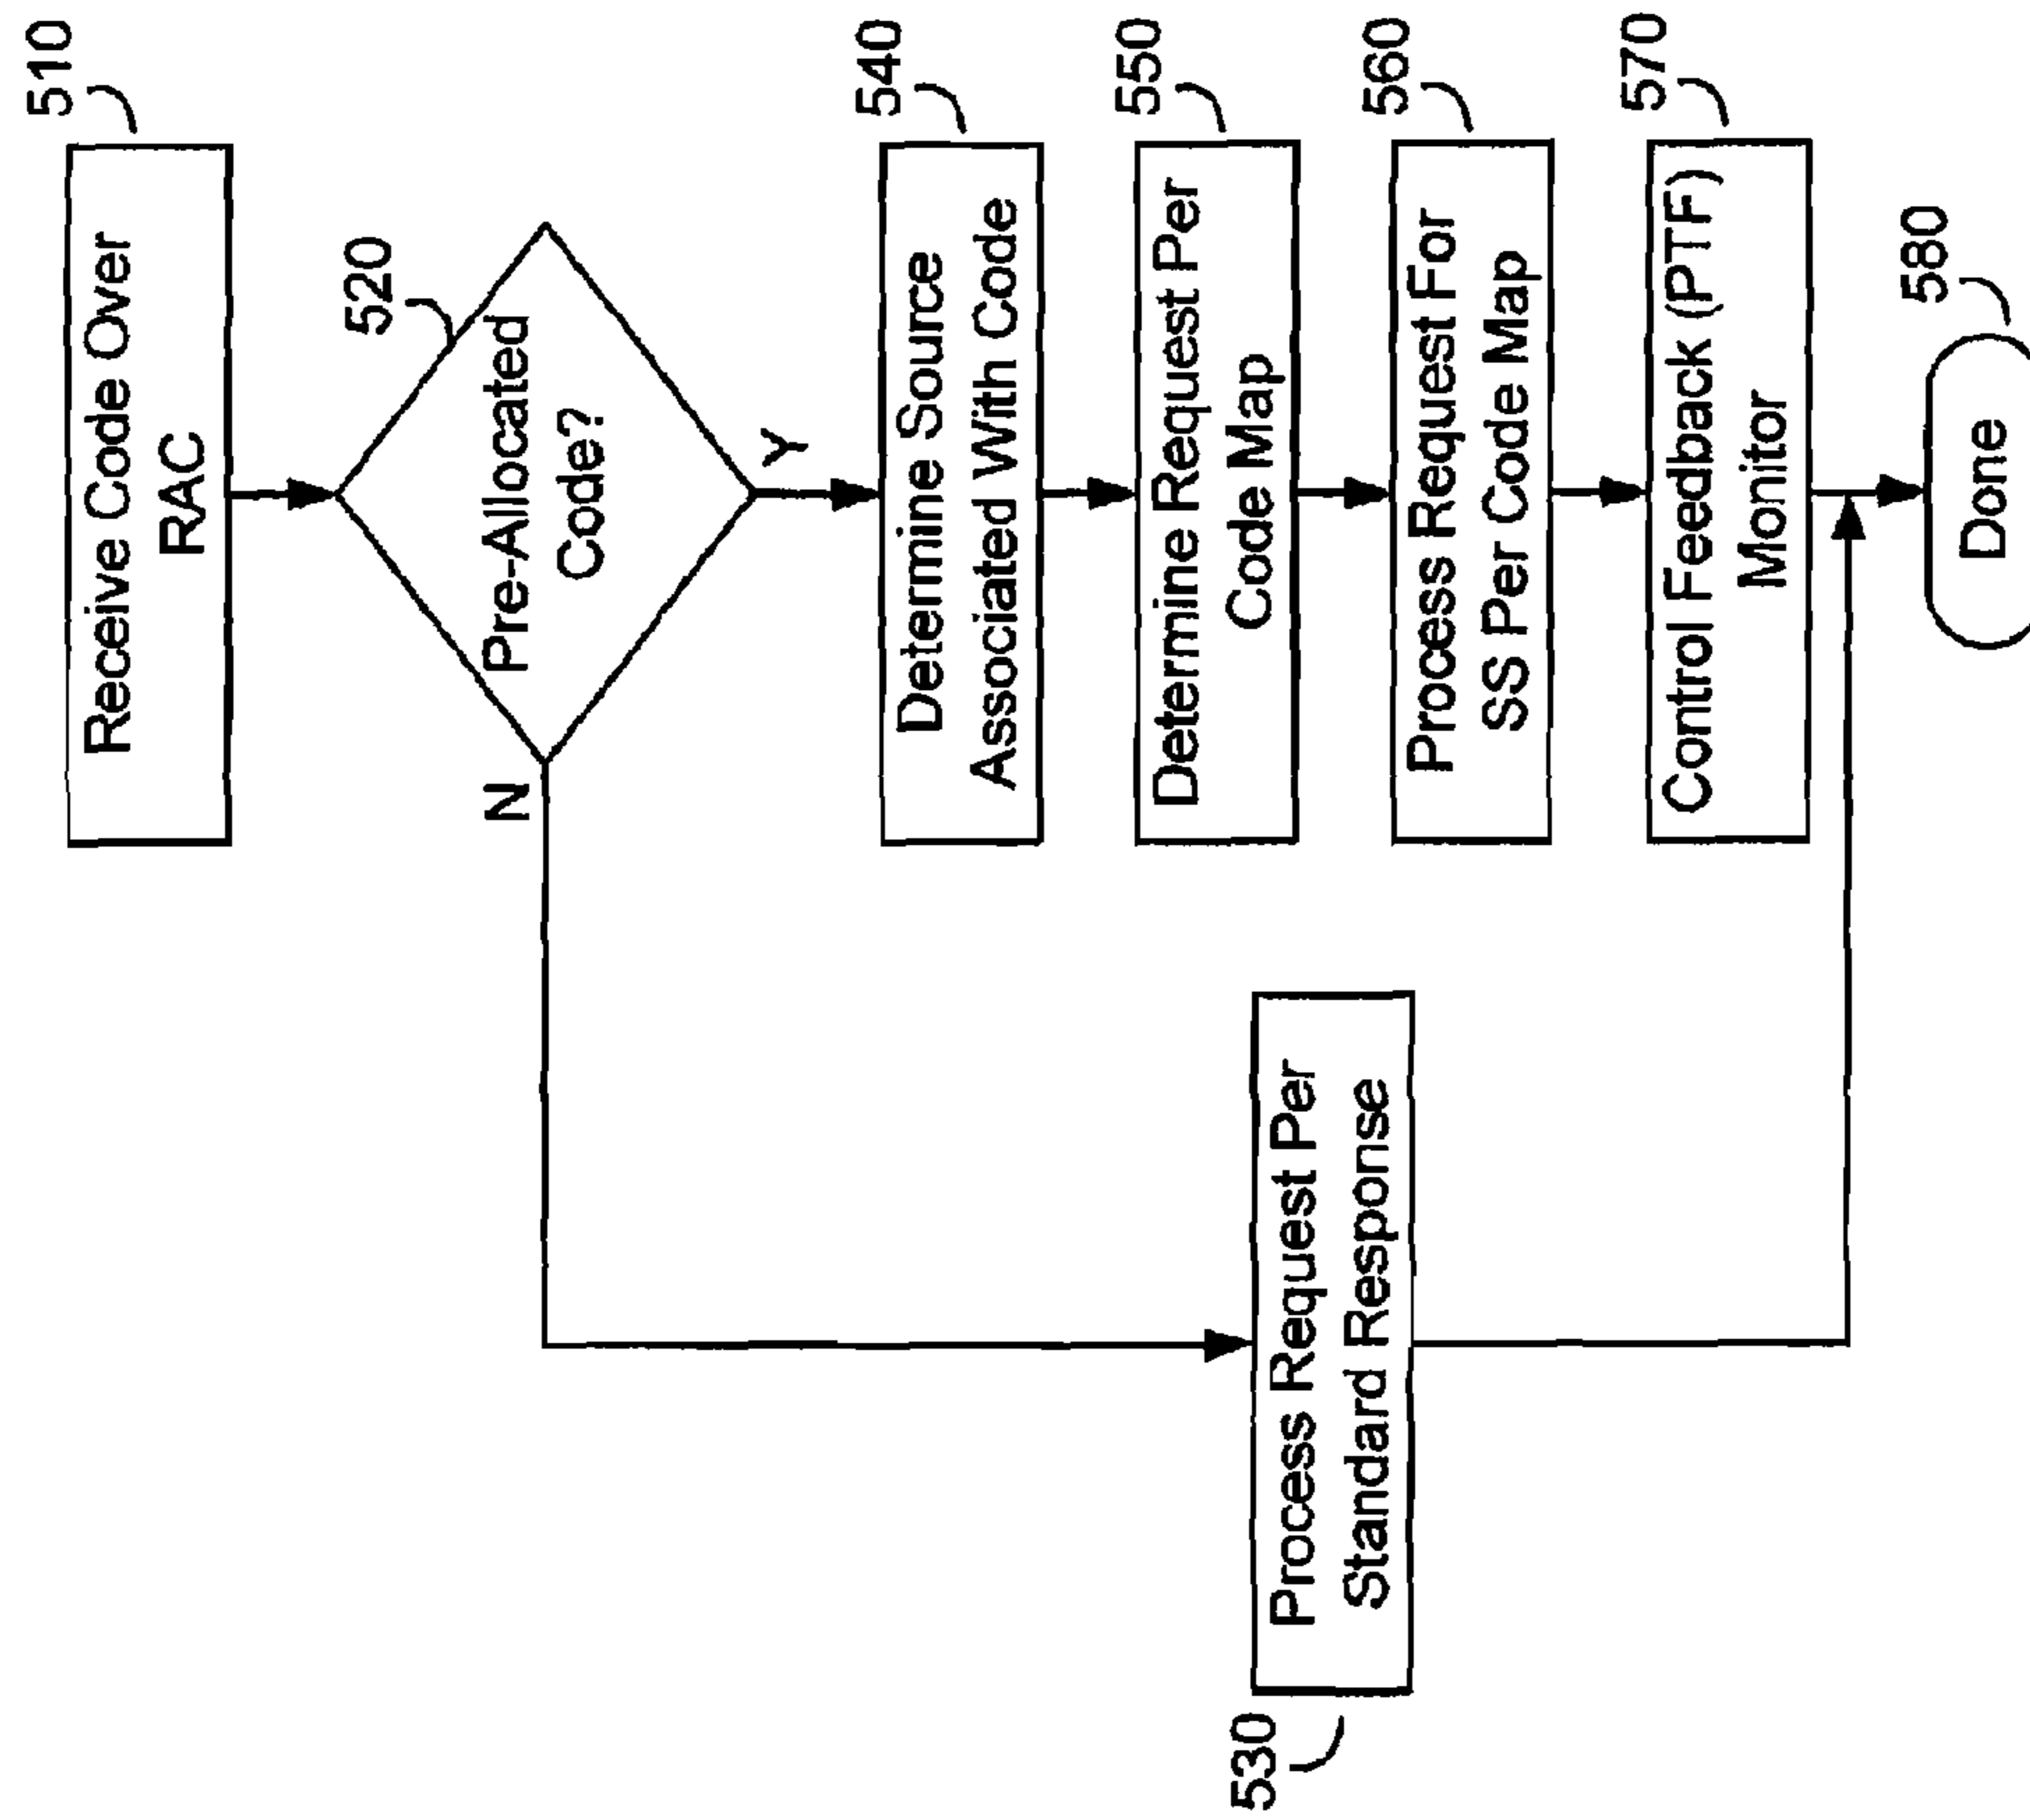 510
Receive Code Over
RAC
520
Pre-Allocated
Code?
N
Y
540
Determine Source
Associated With Code
550
Determine Request Per
Code Map
530
Process Request Per
Standard Response
560
Process Request For
SS Per Code Map
570
Control Feedback (PTF)
Monitor
580
Done